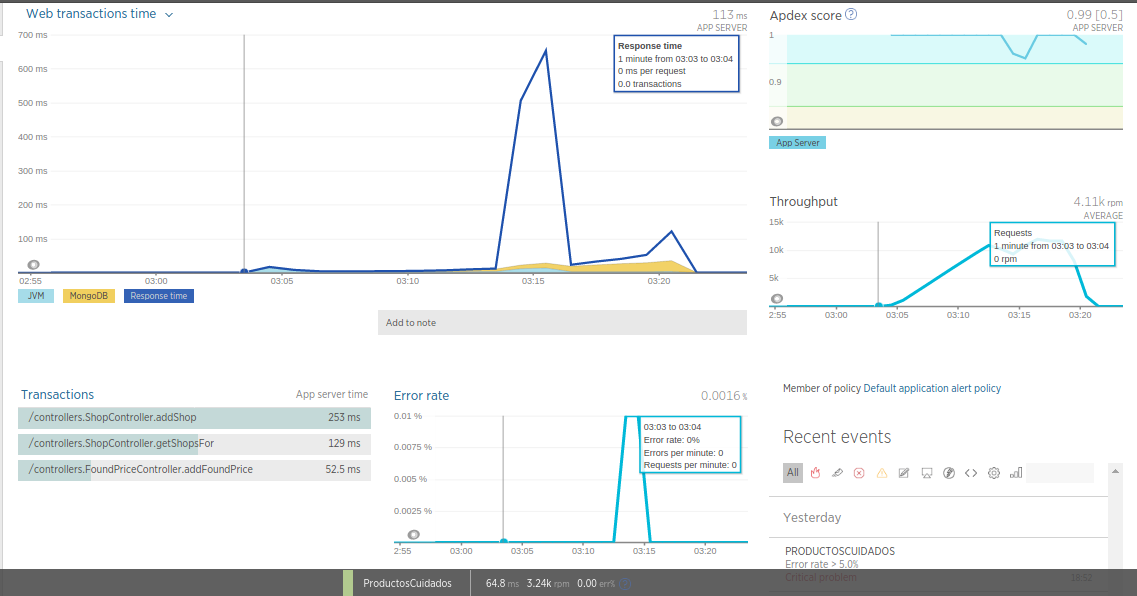 Web transactions time
113 ms
APP SERVER
700 ms
600 ms
500 ms
400 ms
300 ms
200 ms
100 ms
Response time
1 minute from 03:03 to 03:04
0 ms per request
0.0 transactions
02:55 03:00 03:05 03:10 03:15 03:20
JVM MongoDB Response time
Add to note
Apdex score ?
0.99 [0.5]
APP SERVER
1
0.9
App Server
Throughput
4.11k rpm
AVERAGE
15k
10k
5k
Requests
1 minute from 03:03 to 03:04
0 rpm
2:55 03:00 03:05 03:10 03:15 03:20
Transactions App server time
/controllers.ShopController.addShop 253 ms
/controllers.ShopController.getShopsFor 129 ms
/controllers.FoundPriceController.addFoundPrice 52.5 ms
Error rate
0.0016 %
0.01 %
0.0075 %
0.005 %
0.0025 %
03:03 to 03:04
Error rate: 0%
Errors per minute: 0
Requests per minute: 0
2:55 03:00 03:05 03:10 03:15 03:20
Member of policy Default application alert policy
Recent events
All
Yesterday
PRODUCTOSCUIDADOS
Error rate > 5.0%
Critical problem 18:52
ProductosCuidados 64.8 ms 3.24k rpm 0.00 err% ?